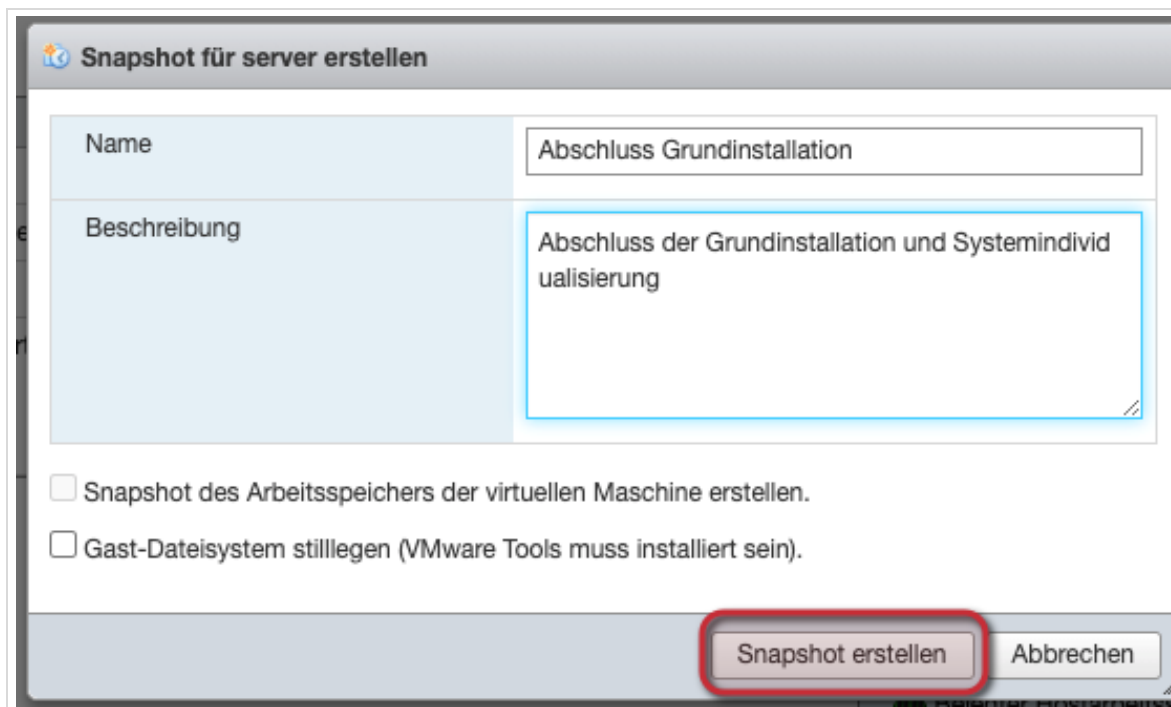 Snapshot für server erstellen
Name
Abschluss Grundinstallation
Beschreibung
Abschluss der Grundinstallation und Systemindivid
ualisierung
Snapshot des Arbeitsspeichers der virtuellen Maschine erstellen.
Gast-Dateisystem stilllegen (VMware Tools muss installiert sein).
Snapshot erstellen
Abbrechen